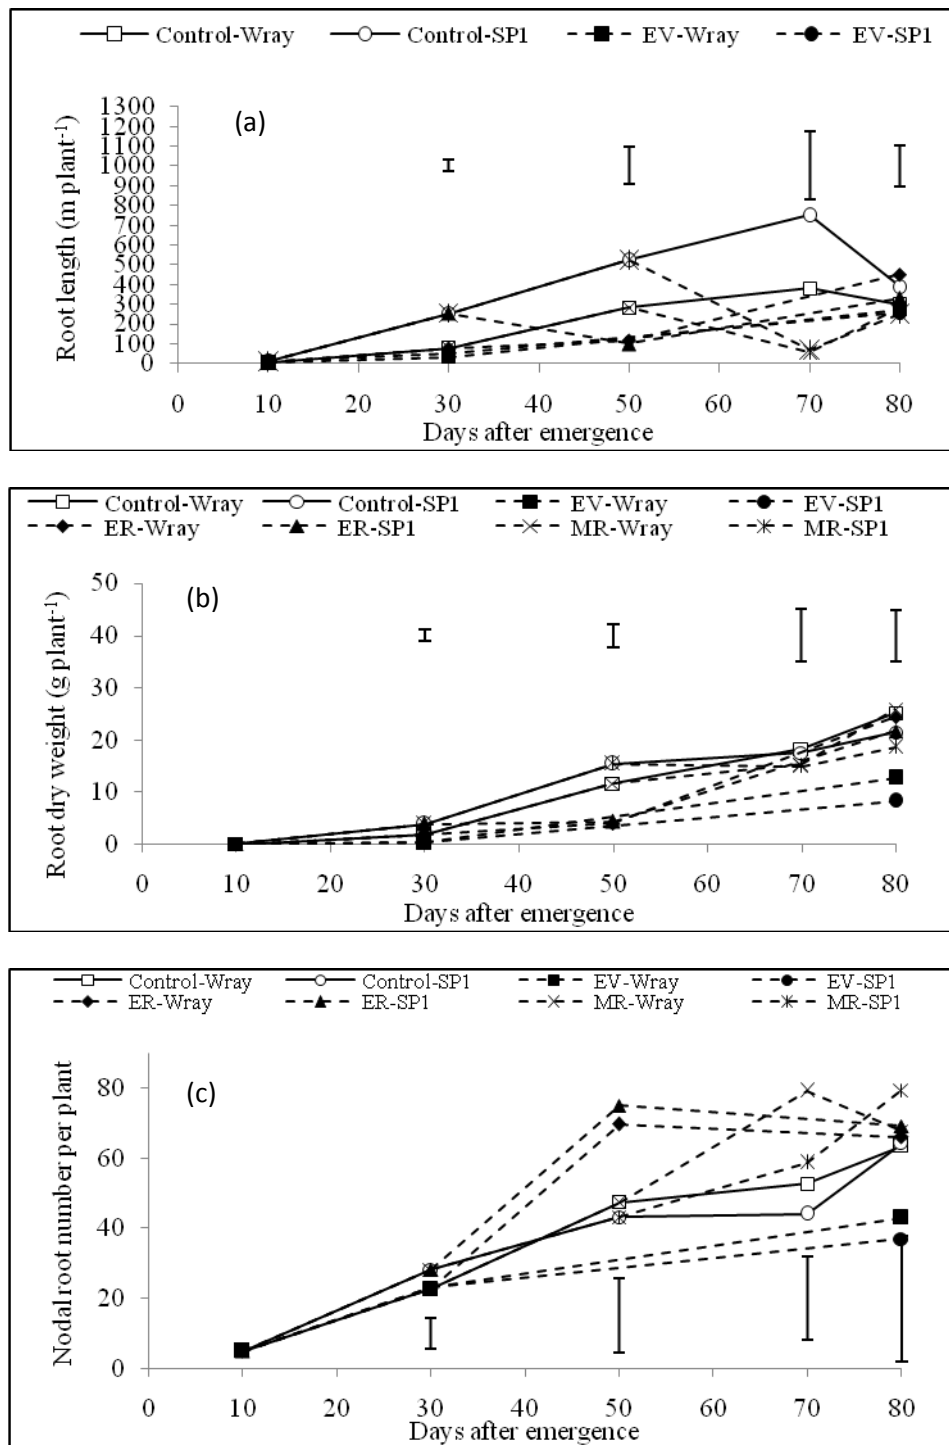 Control-Wray Control-SP1 EV-Wray EV-SP1
(a)
Root length (m plant⁻¹)
1300
1200
1100
1000
900
800
700
600
500
400
300
200
100
0
0 10 20 30 40 50 60 70 80
Days after emergence
Control-Wray Control-SP1 EV-Wray EV-SP1
ER-Wray ER-SP1 MR-Wray MR-SP1
(b)
Root dry weight (g plant⁻¹)
50
40
30
20
10
0
0 10 20 30 40 50 60 70 80
Days after emergence
Control-Wray Control-SP1 EV-Wray EV-SP1
ER-Wray ER-SP1 MR-Wray MR-SP1
(c)
Nodal root number per plant
80
60
40
20
0
0 10 20 30 40 50 60 70 80
Days after emergence